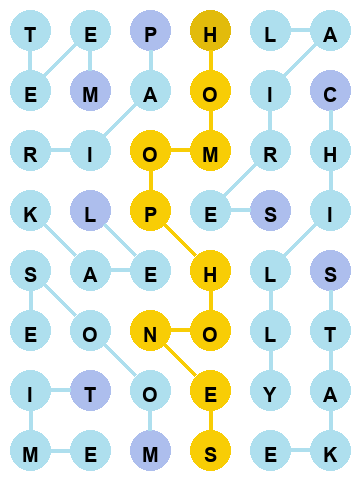 T E P H L A
E M A O I C
R I O M R H
K L P E S I
S A E H L S
E O N O L T
I T O E Y A
M E M S E K